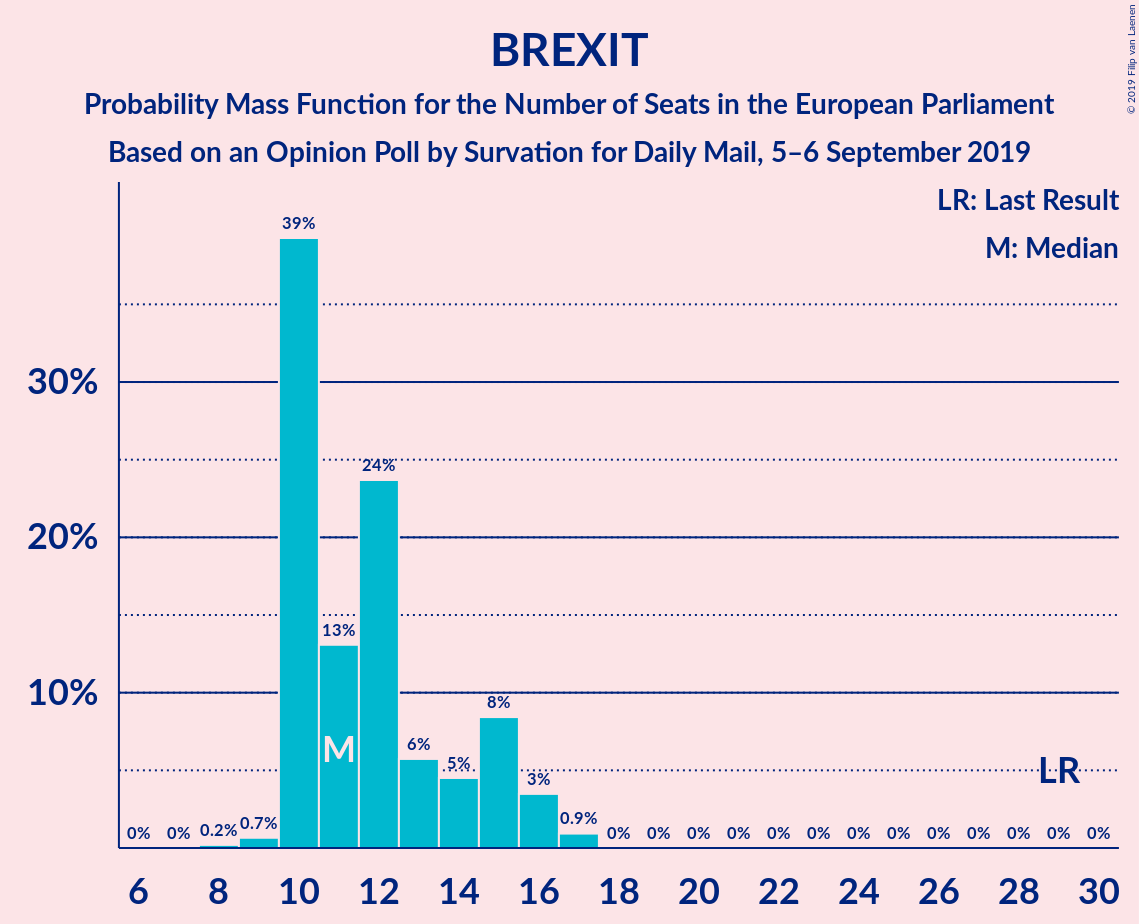 BREXIT
Probability Mass Function for the Number of Seats in the European Parliament
Based on an Opinion Poll by Survation for Daily Mail, 5–6 September 2019
© 2019 Filip van Laenen
LR: Last Result
M: Median
39%
30%
24%
20%
13%
10%
8%
M
6%
5%
LR
3%
0% 0% 0.2% 0.7% 0.9% 0% 0% 0% 0% 0% 0% 0% 0% 0% 0% 0% 0% 0%
6 8 10 12 14 16 18 20 22 24 26 28 30